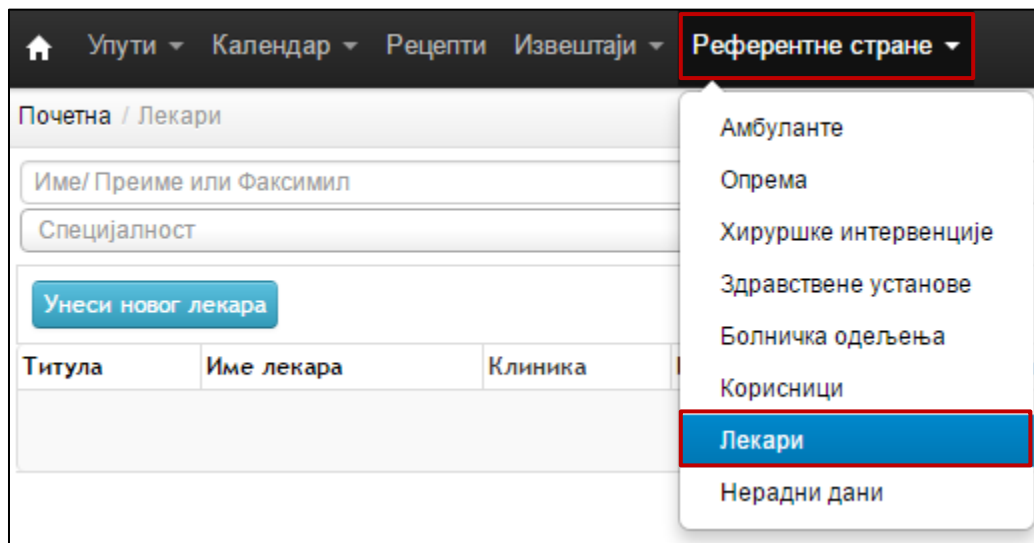 Упути Календар Рецепти Извештаји Референтне стране
Почетна / Лекари
Име/ Преиме или Факсимил
Специјалност
Унеси новог лекара
Титула Име лекара Клиника
Амбуланте
Опрема
Хируршке интервенције
Здравствене установе
Болничка одељења
Корисници
Лекари
Нерадни дани